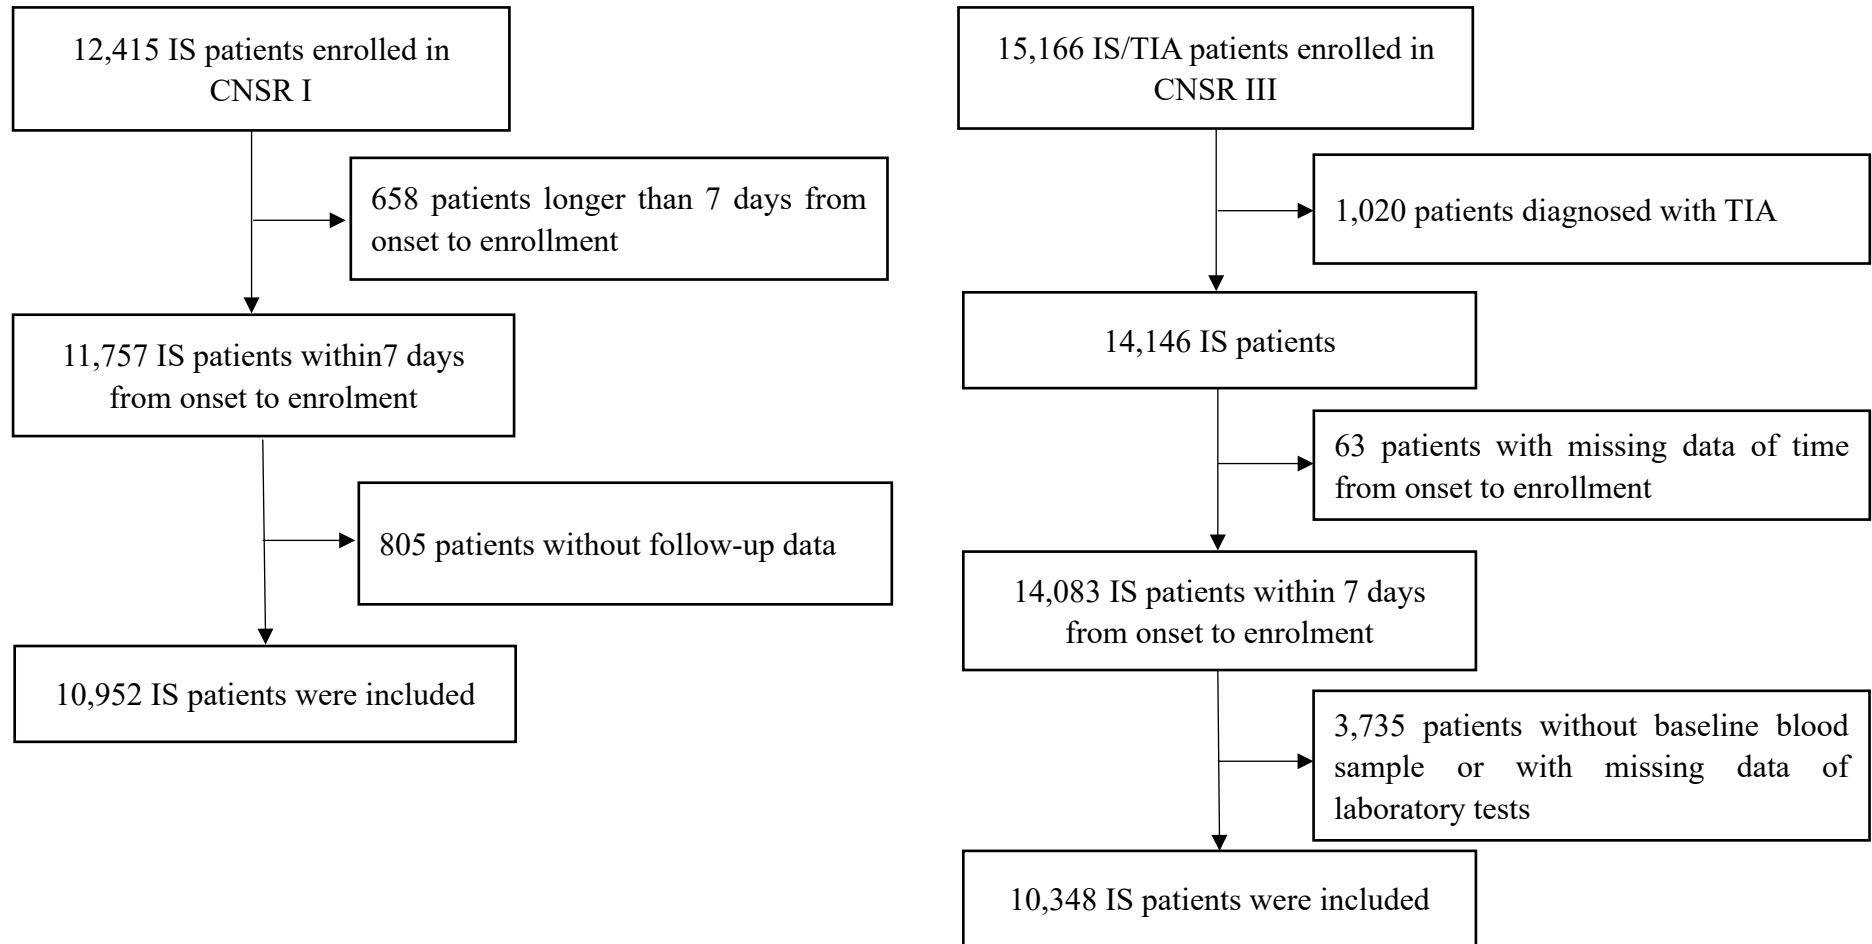 12,415 IS patients enrolled in
CNSR I
658 patients longer than 7 days from
onset to enrollment
11,757 IS patients within7 days
from onset to enrolment
805 patients without follow-up data
10,952 IS patients were included
15,166 IS/TIA patients enrolled in
CNSR III
1,020 patients diagnosed with TIA
14,146 IS patients
63 patients with missing data of time
from onset to enrollment
14,083 IS patients within 7 days
from onset to enrolment
3,735 patients without baseline blood
sample or with missing data of
laboratory tests
10,348 IS patients were included